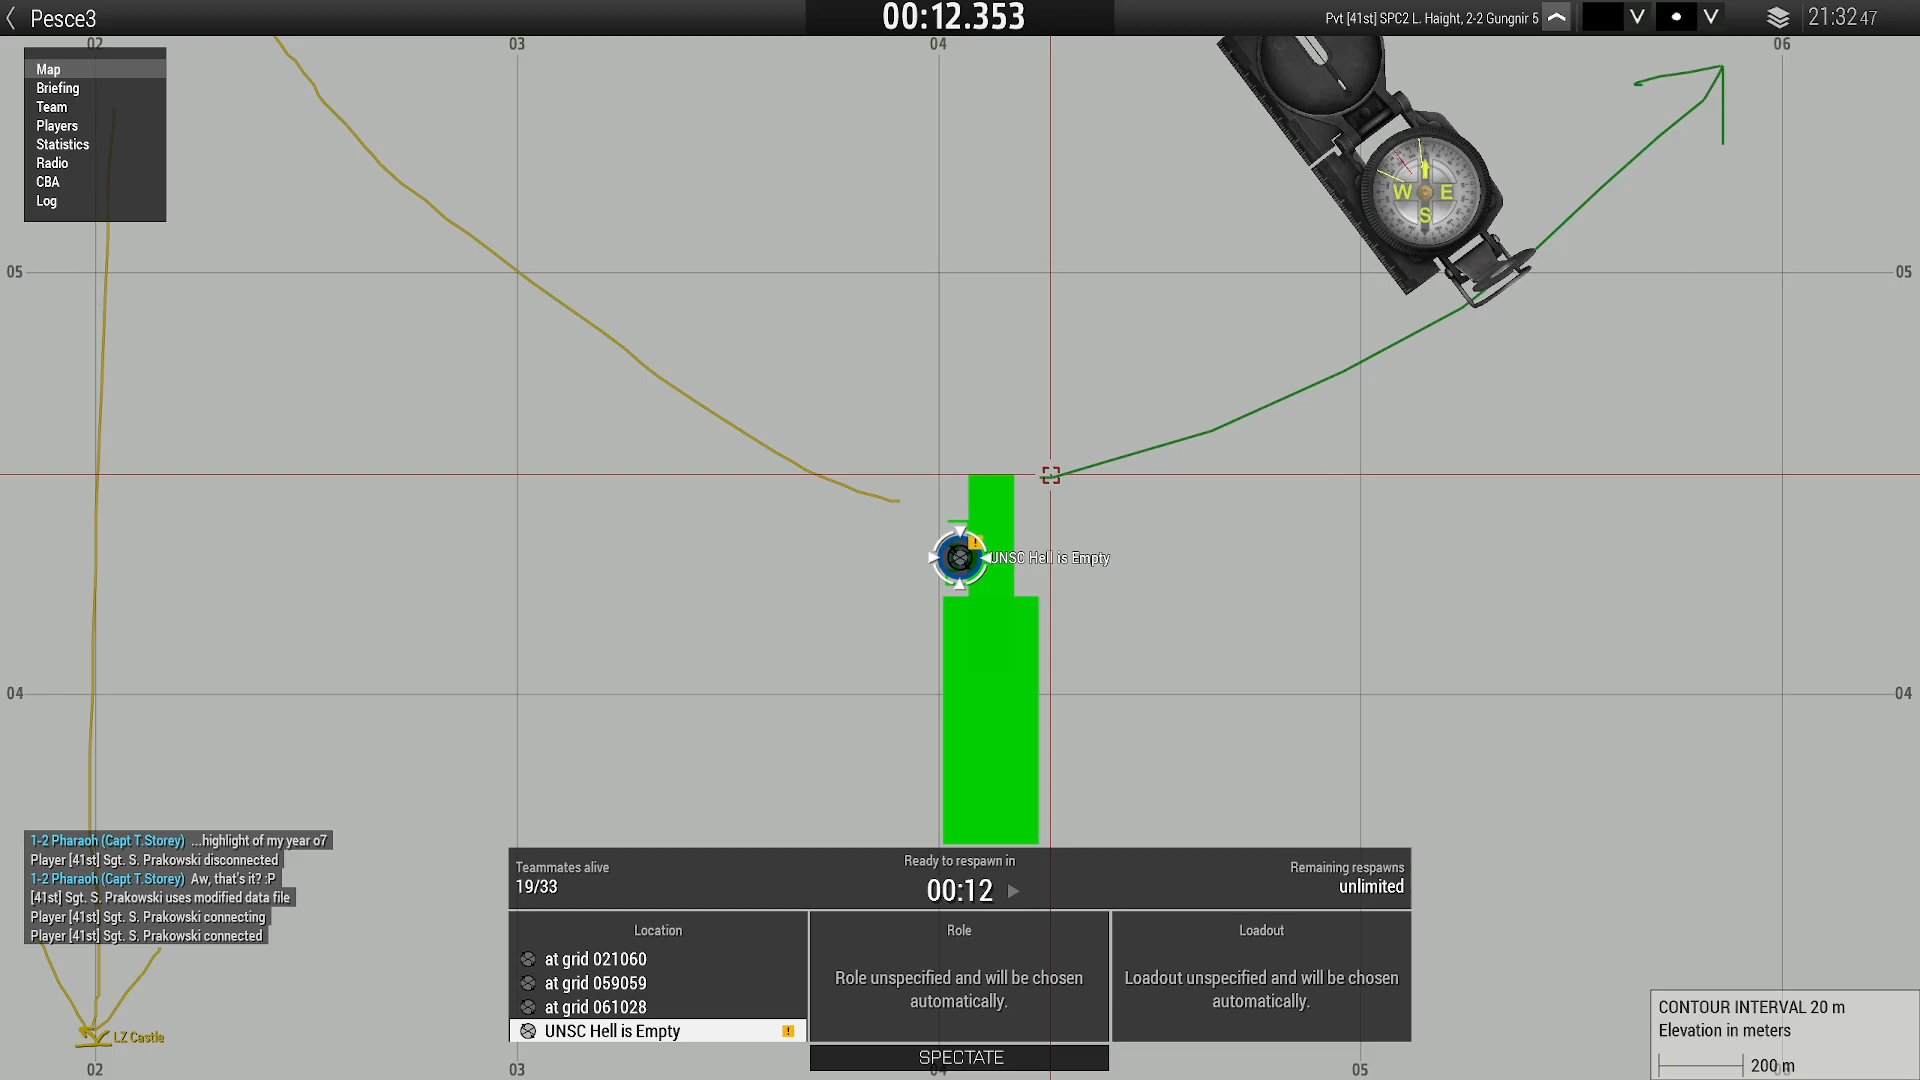 Pesce3
00:12.353
Pvt [41st] SPC2 L. Haight, 2-2 Gungnir 5
21:32 47
02
03
04
06
Map
Briefing
Team
Players
Statistics
Radio
CBA
Log
W E
S
05
05
UNSC Hell is Empty
04
04
1-2 Pharaoh (Capt T.Storey) ...highlight of my year o7
Player [41st] Sgt. S. Prakowski disconnected
1-2 Pharaoh (Capt T.Storey) Aw, that's it? :P
[41st] Sgt. S. Prakowski uses modified data file
Player [41st] Sgt. S. Prakowski connecting
Player [41st] Sgt. S. Prakowski connected
LZ Castle
Teammates alive
19/33
Ready to respawn in
00:12
Remaining respawns
unlimited
Location
at grid 021060
at grid 059059
at grid 061028
UNSC Hell is Empty
Role
Role unspecified and will be chosen
automatically.
Loadout
Loadout unspecified and will be chosen
automatically.
SPECTATE
CONTOUR INTERVAL 20 m
Elevation in meters
200 m
02
03
04
05